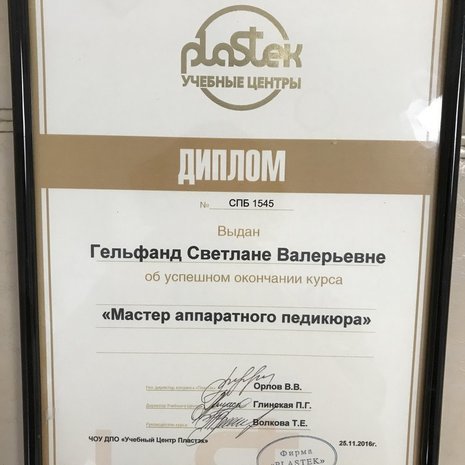 plastek
УЧЕБНЫЕ ЦЕНТРЫ
ДИПЛОМ
№ СПБ 1545
Выдан
Гельфанд Светлане Валерьевне
об успешном окончании курса
«Мастер аппаратного педикюра»
Орлов В.В.
Глинская П.Г.
Волкова Т.Е.
ЧОУ ДПО «Учебный Центр Пластэк»
25.11.2016г.
Фирма
"PLASTEK"